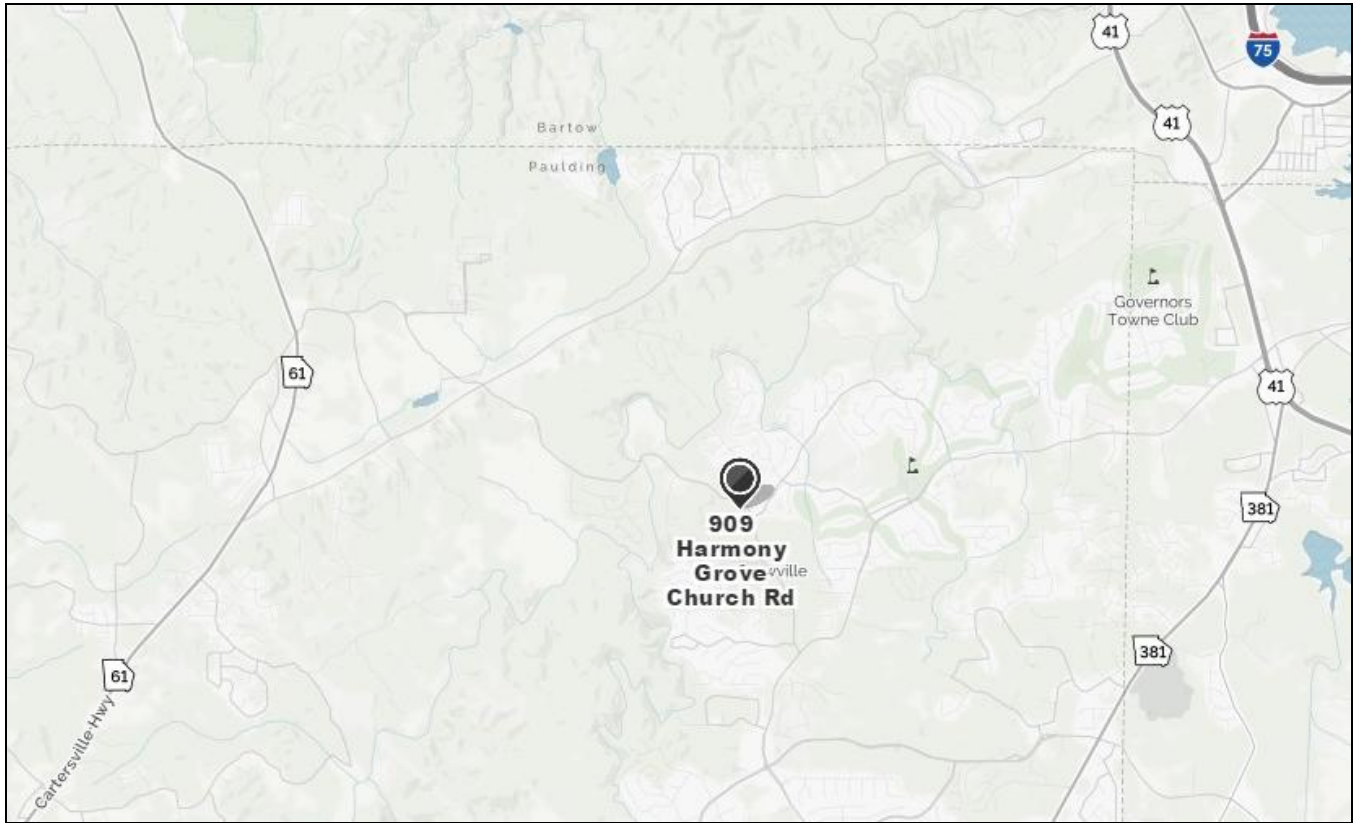 41
75
41
Bartow
Paulding
Governors
Towne Club
61
41
381
909
Harmony
Grove
Church Rd
381
61
Cartersville Hwy